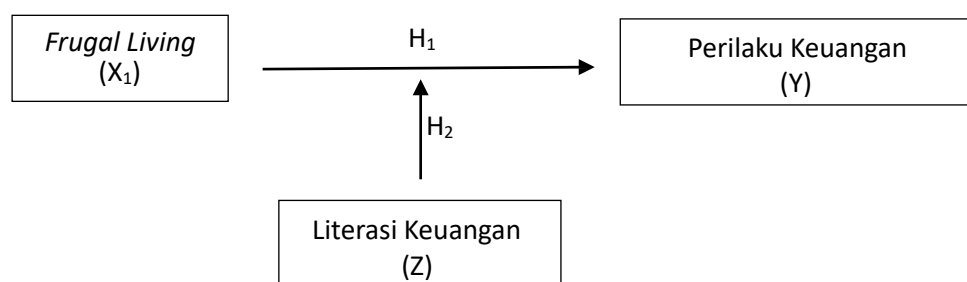 Frugal Living
(X₁)
H₁
Perilaku Keuangan
(Y)
H₂
Literasi Keuangan
(Z)